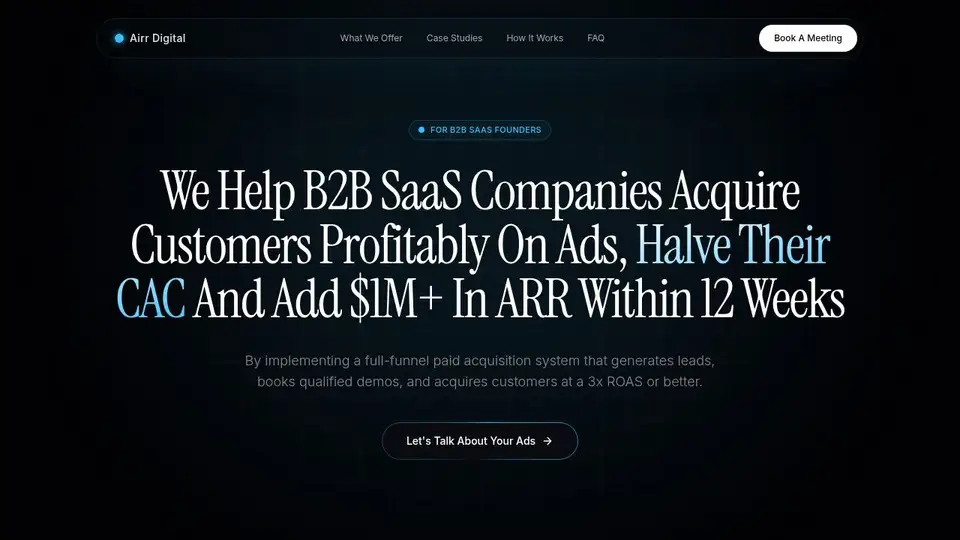 Airr Digital
What We Offer
Case Studies
How It Works
FAQ
Book A Meeting
FOR B2B SAAS FOUNDERS
We Help B2B SaaS Companies Acquire
Customers Profitably On Ads, Halve Their
CAC And Add $1M+ In ARR Within 12 Weeks
By implementing a full-funnel paid acquisition system that generates leads,
books qualified demos, and acquires customers at a 3x ROAS or better.
Let's Talk About Your Ads →